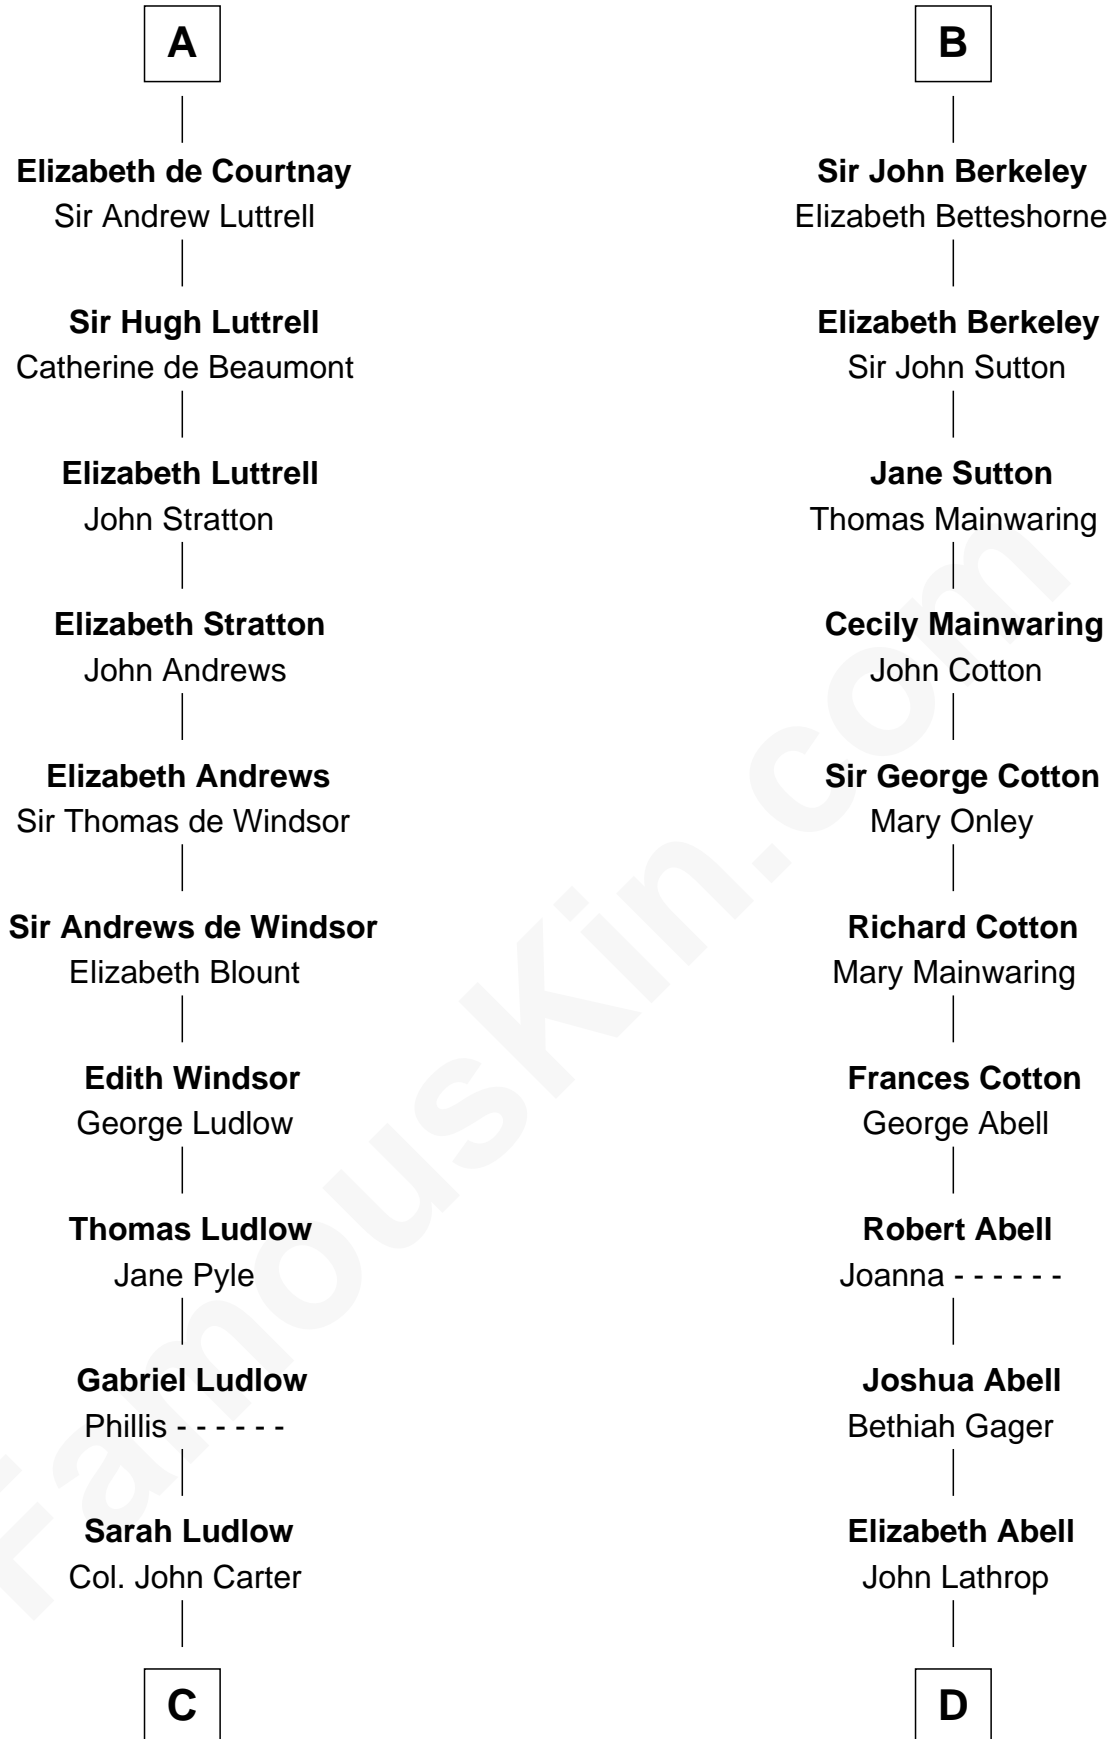 A
Elizabeth de Courtnay
Sir Andrew Luttrell
Sir Hugh Luttrell
Catherine de Beaumont
Elizabeth Luttrell
John Stratton
Elizabeth Stratton
John Andrews
Elizabeth Andrews
Sir Thomas de Windsor
Sir Andrews de Windsor
Elizabeth Blount
Edith Windsor
George Ludlow
Thomas Ludlow
Jane Pyle
Gabriel Ludlow
Phillis - - - - - -
Sarah Ludlow
Col. John Carter
C
B
Sir John Berkeley
Elizabeth Betteshorne
Elizabeth Berkeley
Sir John Sutton
Jane Sutton
Thomas Mainwaring
Cecily Mainwaring
John Cotton
Sir George Cotton
Mary Onley
Richard Cotton
Mary Mainwaring
Frances Cotton
George Abell
Robert Abell
Joanna - - - - - -
Joshua Abell
Bethiah Gager
Elizabeth Abell
John Lathrop
D
FamousKin.com